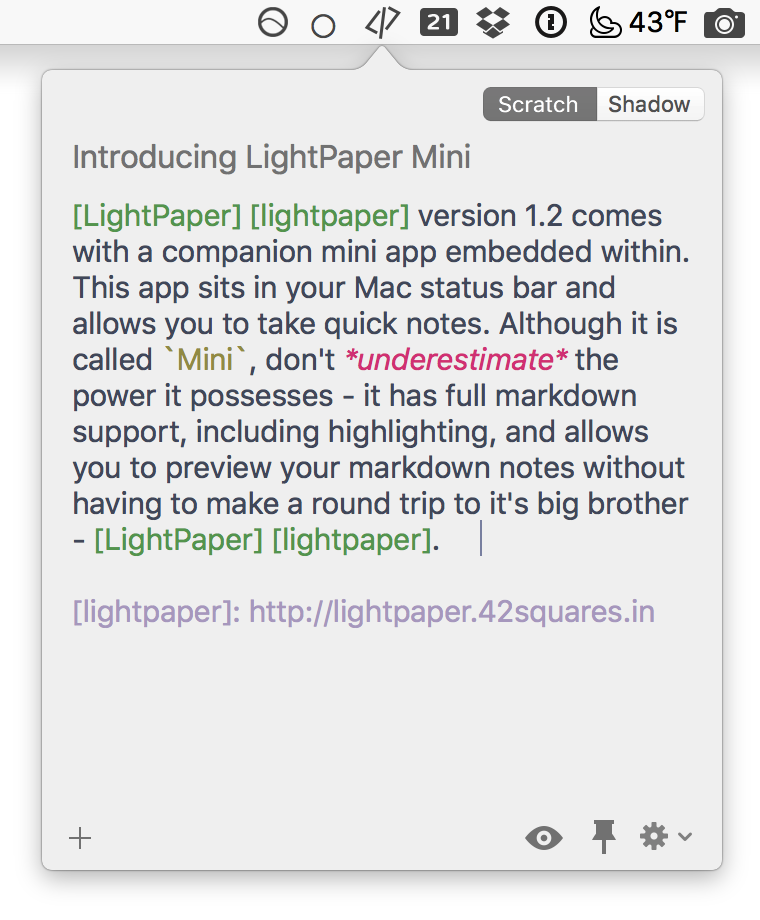 21 43°F
Scratch Shadow
Introducing LightPaper Mini
[LightPaper] [lightpaper] version 1.2 comes
with a companion mini app embedded within.
This app sits in your Mac status bar and
allows you to take quick notes. Although it is
called `Mini`, don't *underestimate* the
power it possesses - it has full markdown
support, including highlighting, and allows
you to preview your markdown notes without
having to make a round trip to it's big brother
- [LightPaper] [lightpaper].
[lightpaper]: http://lightpaper.42squares.in